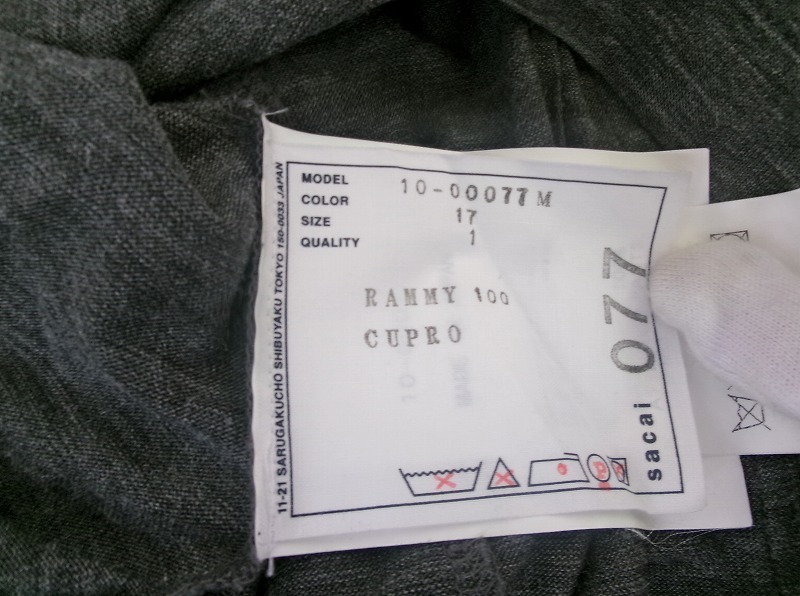 MODEL 10-00077M
COLOR 17
SIZE 1
QUALITY
RAMMY 100
CUPRO
077
sacai
11-21 SARUGAKUCHO SHIBUYAKU TOKYO 150-0033 JAPAN